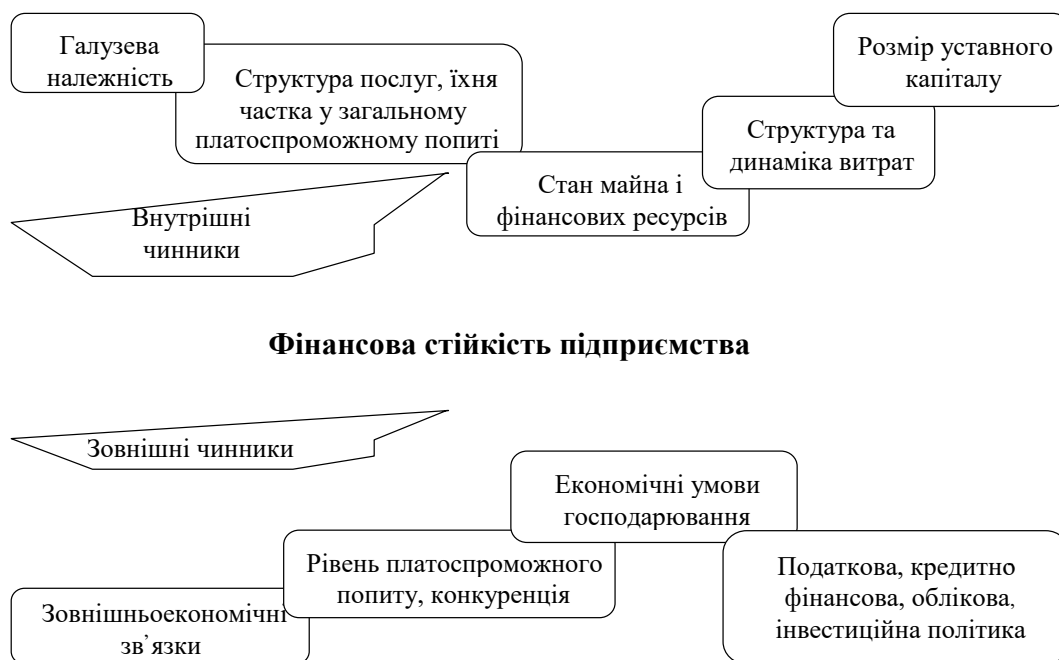 Галузева
належність
Структура послуг, їхня
частка у загальному
платоспроможному попиті
Стан майна і
фінансових ресурсів
Структура та
динаміка витрат
Розмір уставного
капіталу
Внутрішні
чинники
Фінансова стійкість підприємства
Зовнішні чинники
Зовнішньоекономічні
зв’язки
Рівень платоспроможного
попиту, конкуренція
Економічні умови
господарювання
Податкова, кредитно
фінансова, облікова,
інвестиційна політика